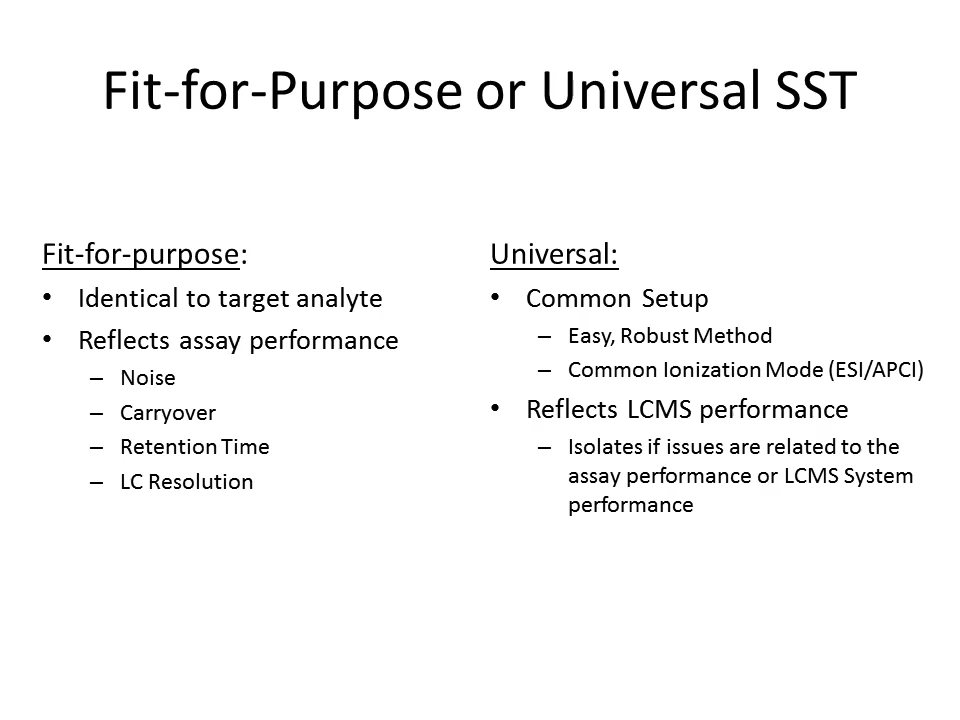 Fit-for-Purpose or Universal SST
Fit-for-purpose:
• Identical to target analyte
• Reflects assay performance
– Noise
– Carryover
– Retention Time
– LC Resolution
Universal:
• Common Setup
– Easy, Robust Method
– Common Ionization Mode (ESI/APCI)
• Reflects LCMS performance
– Isolates if issues are related to the
assay performance or LCMS System
performance